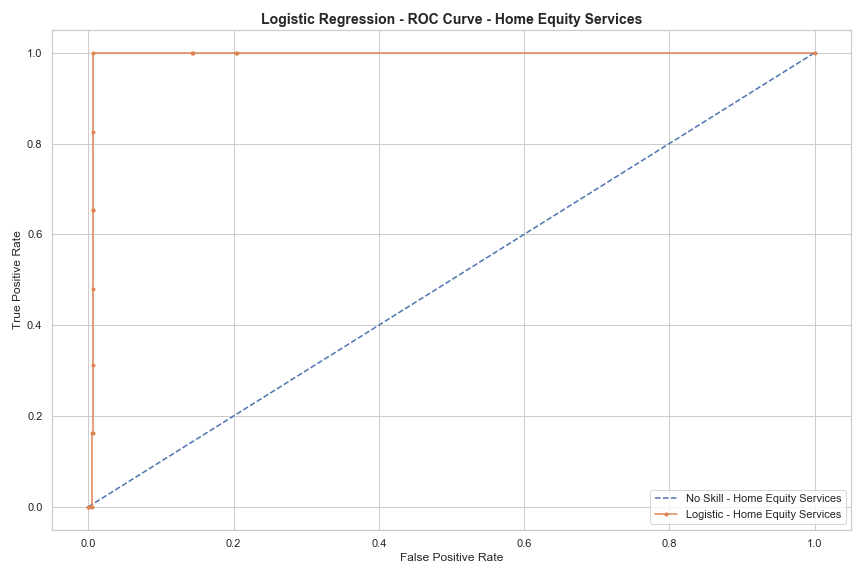 Logistic Regression - ROC Curve - Home Equity Services
True Positive Rate
1.0
0.8
0.6
0.4
0.2
0.0
0.0 0.2 0.4 0.6 0.8 1.0
False Positive Rate
No Skill - Home Equity Services
Logistic - Home Equity Services